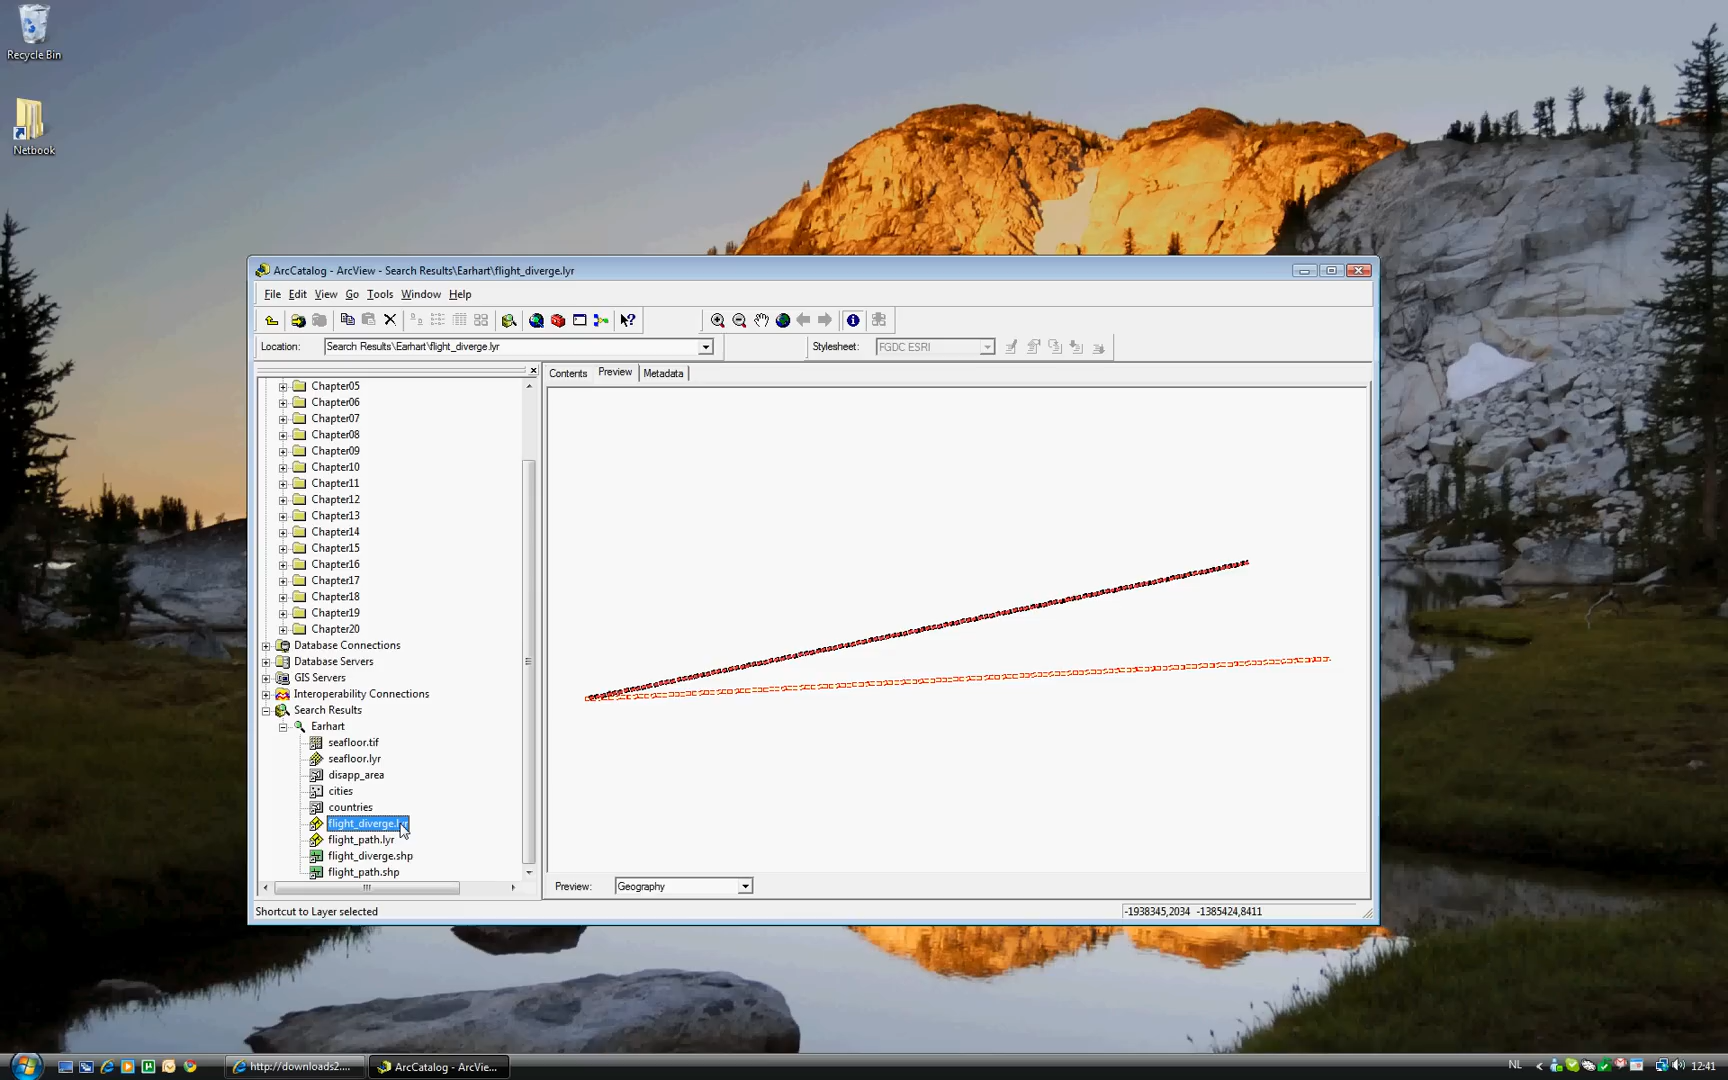 Recycle Bin
Netbook
ArcCatalog - ArcView - Search Results\Earhart\flight_diverge.lyr
File Edit View Go Tools Window Help
Location: Search Results\Earhart\flight_diverge.lyr
Stylesheet: FGDC ESRI
Contents Preview Metadata
Chapter05
Chapter06
Chapter07
Chapter08
Chapter09
Chapter10
Chapter11
Chapter12
Chapter13
Chapter14
Chapter15
Chapter16
Chapter17
Chapter18
Chapter19
Chapter20
Database Connections
Database Servers
GIS Servers
Interoperability Connections
Search Results
Earhart
seafloor.tif
seafloor.lyr
disapp_area
cities
countries
flight_diverge.lyr
flight_path.lyr
flight_diverge.shp
flight_path.shp
Preview: Geography
Shortcut to Layer selected
-1938345,2034 -1385424,8411
http://downloads2....
ArcCatalog - ArcVie...
NL
12:41